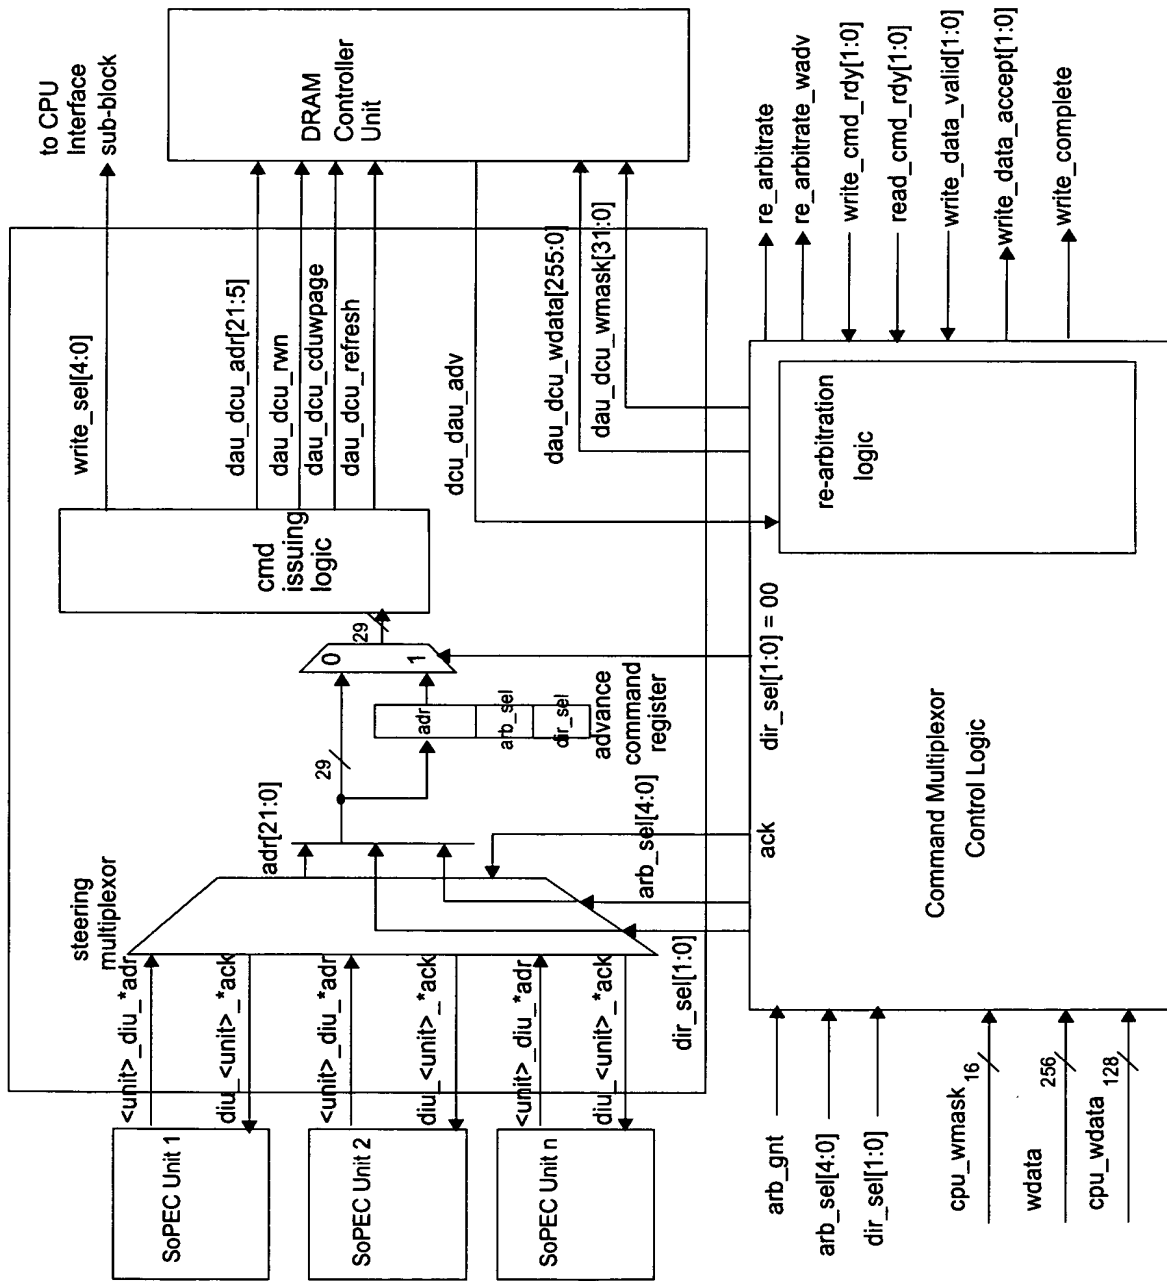 to CPU
Interface
sub-block
write_sel[4:0]
DRAM
Controller
Unit
dau_dcu_adr[21:5]
dau_dcu_rwn
dau_dcu_cduwpage
dau_dcu_refresh
dcu_dau_adv
dau_dcu_wdata[255:0]
dau_dcu_wmask[31:0]
cmd
issuing
logic
29
0
1
adr
arb_sel
dir_sel
advance
command
register
29
adr[21:0]
steering
multiplexor
<unit>_diu_*adr
diu_<unit>_*ack
<unit>_diu_*adr
diu_<unit>_*ack
<unit>_diu_*adr
diu_<unit>_*ack
SoPEC Unit 1
SoPEC Unit 2
SoPEC Unit n
dir_sel[1:0]
arb_sel[4:0]
ack
dir_sel[1:0] = 00
re-arbitration
logic
Command Multiplexor
Control Logic
re_arbitrate
re_arbitrate_wadv
write_cmd_rdy[1:0]
read_cmd_rdy[1:0]
write_data_valid[1:0]
write_data_accept[1:0]
write_complete
arb_gnt
arb_sel[4:0]
dir_sel[1:0]
cpu_wmask
16
wdata
256
cpu_wdata
128